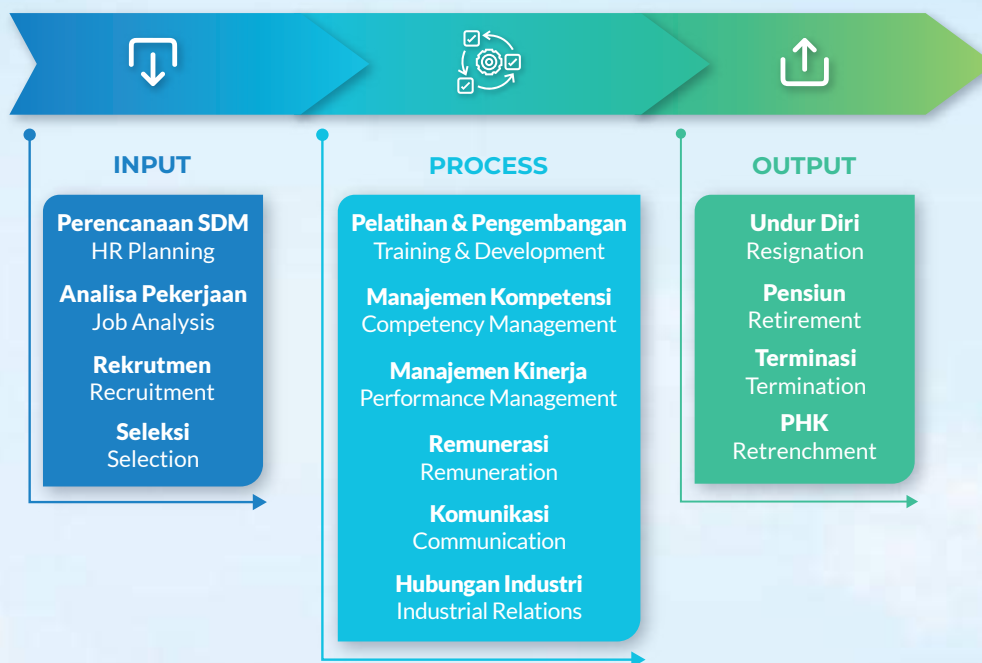 INPUT
Perencanaan SDM
HR Planning
Analisa Pekerjaan
Job Analysis
Rekrutmen
Recruitment
Seleksi
Selection
PROCESS
Pelatihan & Pengembangan
Training & Development
Manajemen Kompetensi
Competency Management
Manajemen Kinerja
Performance Management
Remunerasi
Remuneration
Komunikasi
Communication
Hubungan Industri
Industrial Relations
OUTPUT
Undur Diri
Resignation
Pensiun
Retirement
Terminasi
Termination
PHK
Retrenchment